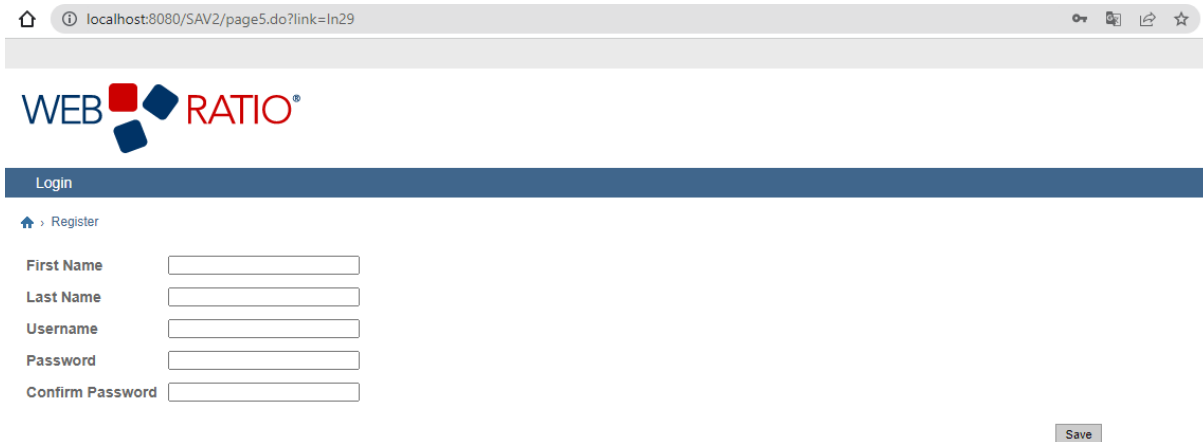 localhost:8080/SAV2/page5.do?link=ln29
WEB RATIO®
Login
› Register
First Name
Last Name
Username
Password
Confirm Password
Save